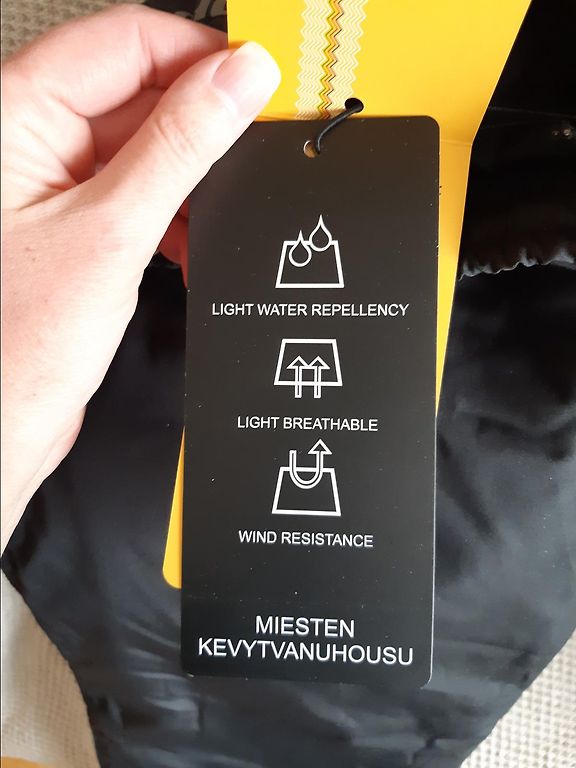 LIGHT WATER REPELLENCY
LIGHT BREATHABLE
WIND RESISTANCE
MIESTEN
KEVYTVANUHOUSU